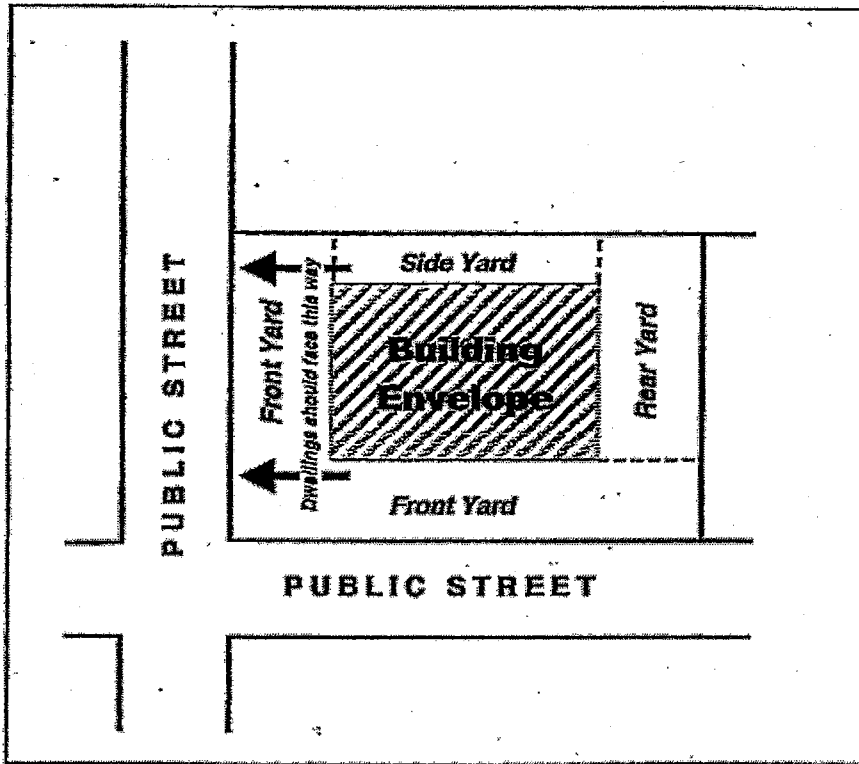 PUBLIC STREET
Front Yard
Dwellings should face this way
Side Yard
Building
Envelope
Rear Yard
Front Yard
PUBLIC STREET